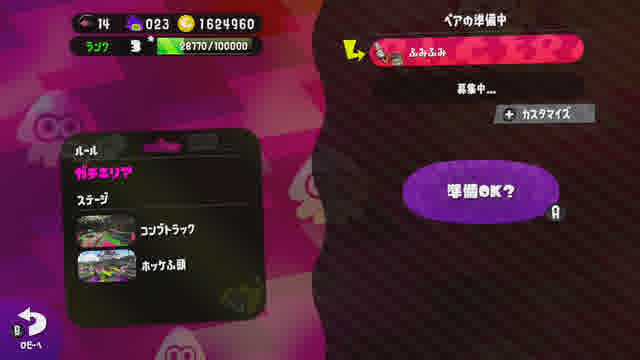 14 023 1624960
ランク 3 28770/100000
ルール
ガチエリア
ステージ
コンブトラック
ホッケふ頭
B
ロビーへ
ペアの準備中
ふみふみ
募集中...
+ カスタマイズ
準備OK?
A